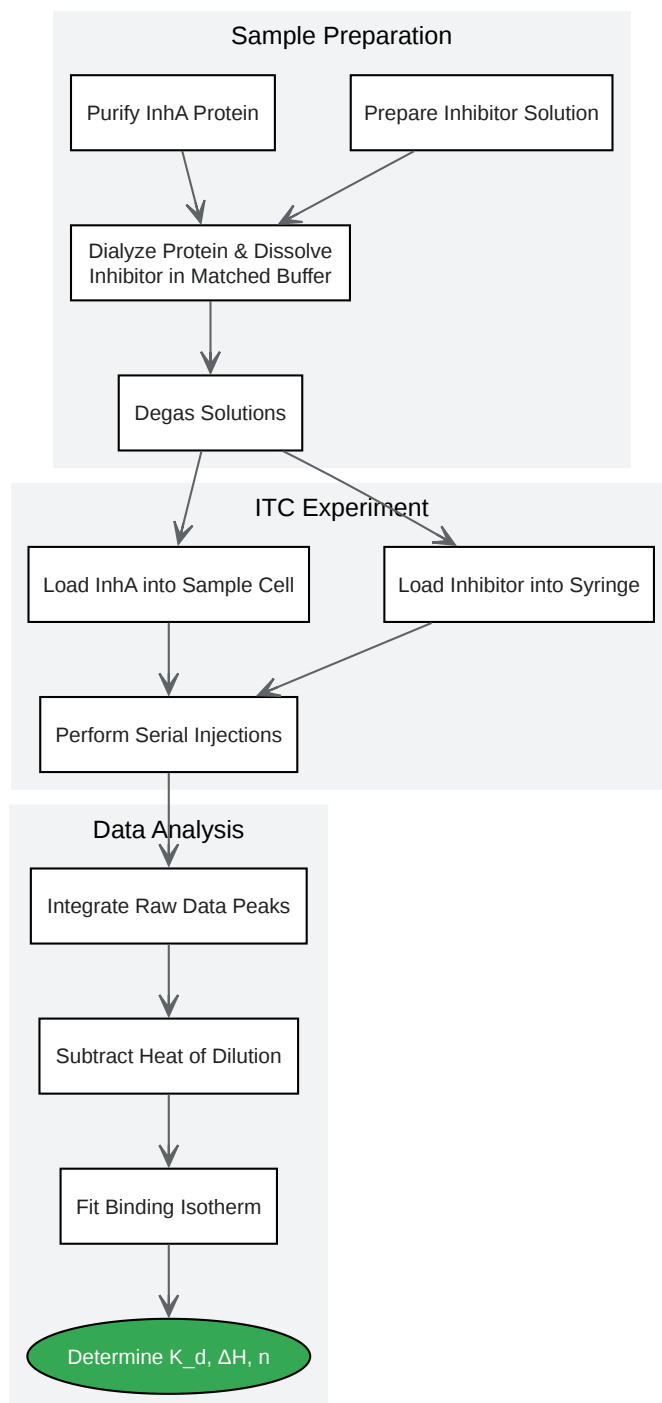 Sample Preparation
Purify InhA Protein
Prepare Inhibitor Solution
Dialyze Protein & Dissolve
Inhibitor in Matched Buffer
Degas Solutions
ITC Experiment
Load InhA into Sample Cell
Load Inhibitor into Syringe
Perform Serial Injections
Data Analysis
Integrate Raw Data Peaks
Subtract Heat of Dilution
Fit Binding Isotherm
Determine K_d, ΔH, n